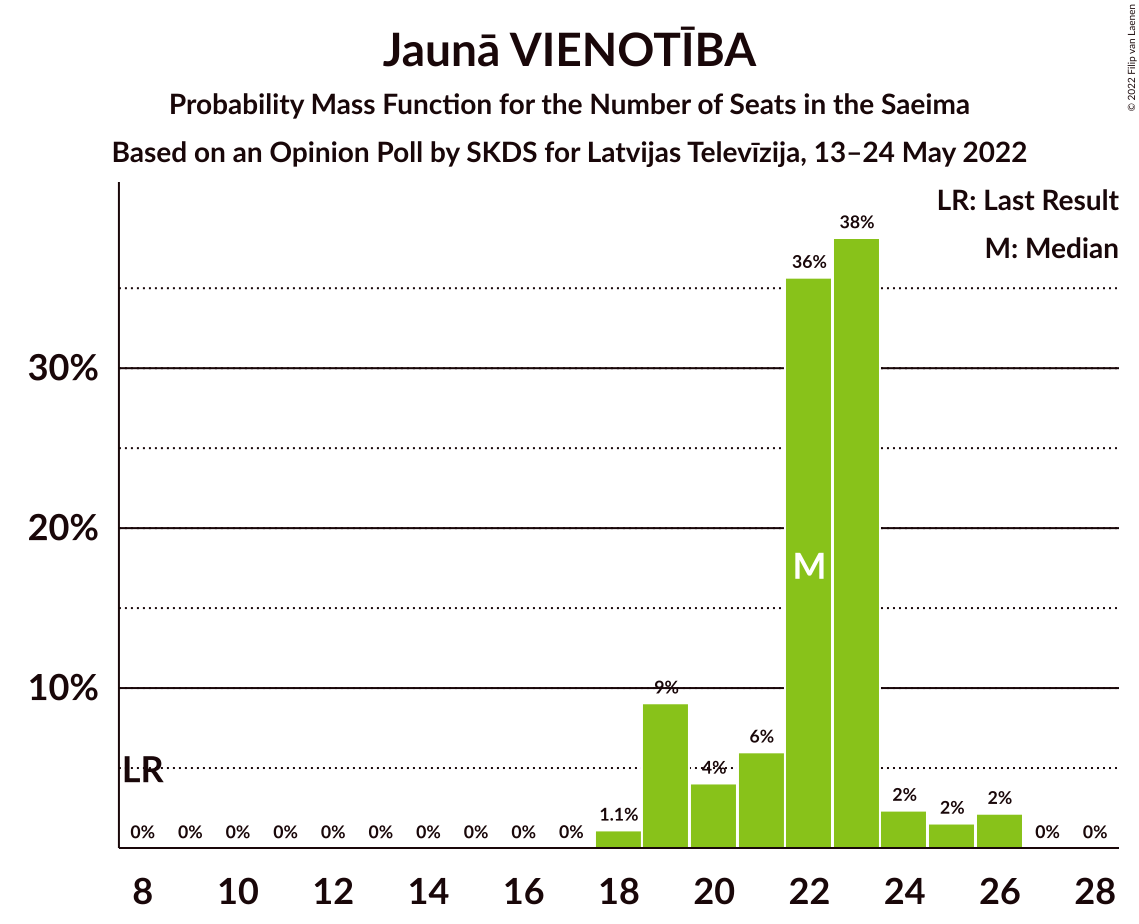 Jaunā VIENOTĪBA
Probability Mass Function for the Number of Seats in the Saeima
Based on an Opinion Poll by SKDS for Latvijas Televīzija, 13–24 May 2022
© 2022 Filip van Laenen
LR: Last Result
M: Median
38%
36%
30%
20%
M
10%
9%
6%
LR
4%
2%
2%
2%
1.1%
0% 0% 0% 0% 0% 0% 0% 0% 0% 0% 0% 0%
8 10 12 14 16 18 20 22 24 26 28